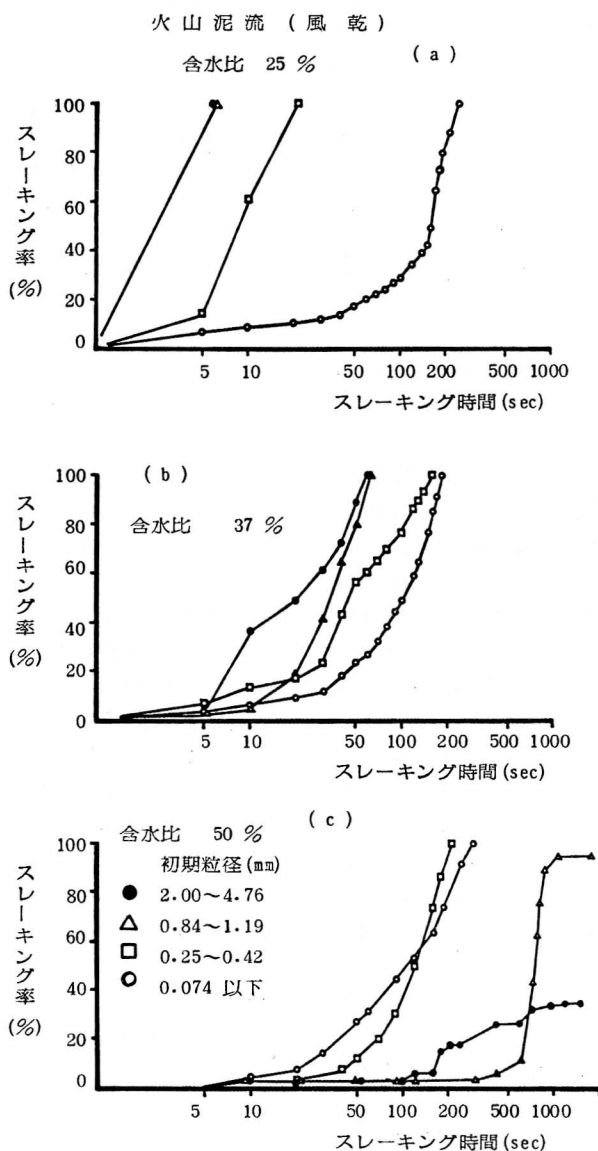 火山泥流 (風乾)
(a)
含水比 25 %
スレーキング率 (%)
100
80
60
40
20
0
5 10 50 100 200 500 1000
スレーキング時間 (sec)
(b)
含水比 37 %
スレーキング率 (%)
100
80
60
40
20
0
5 10 50 100 200 500 1000
スレーキング時間 (sec)
(c)
含水比 50 %
初期粒径 (mm)
● 2.00~4.76
△ 0.84~1.19
□ 0.25~0.42
○ 0.074 以下
スレーキング率 (%)
100
80
60
40
20
0
5 10 50 100 200 500 1000
スレーキング時間 (sec)